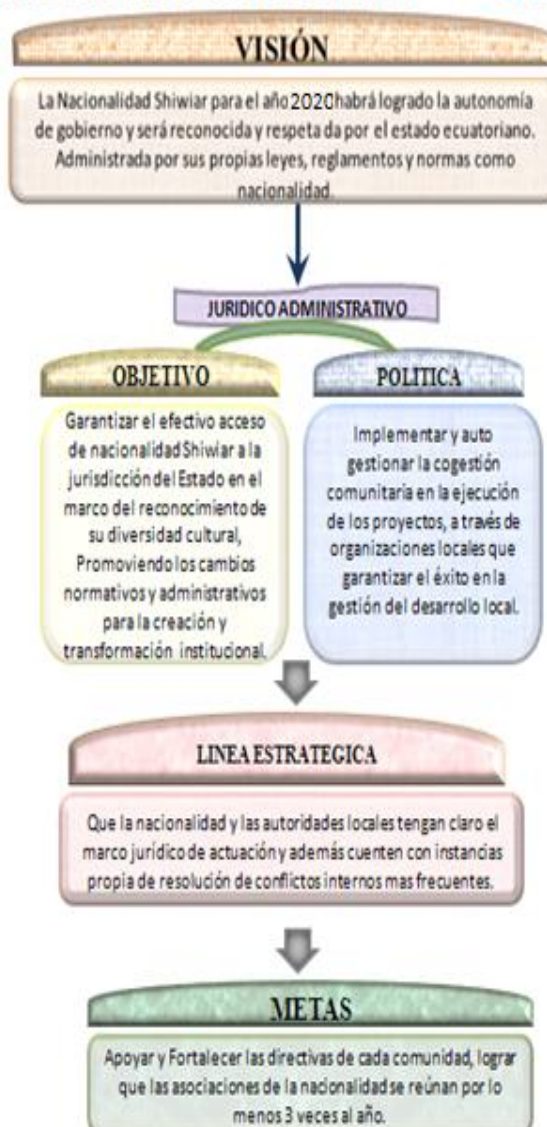 VISIÓN
La Nacionalidad Shiwiar para el año 2020 habrá logrado la autonomía
de gobierno y será reconocida y respeta da por el estado ecuatoriano.
Administrada por sus propias leyes, reglamentos y normas como
nacionalidad.
JURIDICO ADMINISTRATIVO
OBJETIVO
Garantizar el efectivo acceso
de nacionalidad Shiwiar a la
jurisdicción del Estado en el
marco del reconocimiento de
su diversidad cultural,
Promoviendo los cambios
normativos y administrativos
para la creación y
transformación institucional.
POLITICA
Implementar y auto
gestionar la cogestión
comunitaria en la ejecución
de los proyectos, a través de
organizaciones locales que
garantizar el éxito en la
gestión del desarrollo local.
LINEA ESTRATEGICA
Que la nacionalidad y las autoridades locales tengan claro el
marco jurídico de actuación y además cuenten con instancias
propia de resolución de conflictos internos mas frecuentes.
METAS
Apoyar y Fortalecer las directivas de cada comunidad, lograr
que las asociaciones de la nacionalidad se reúnan por lo
menos 3 veces al año.